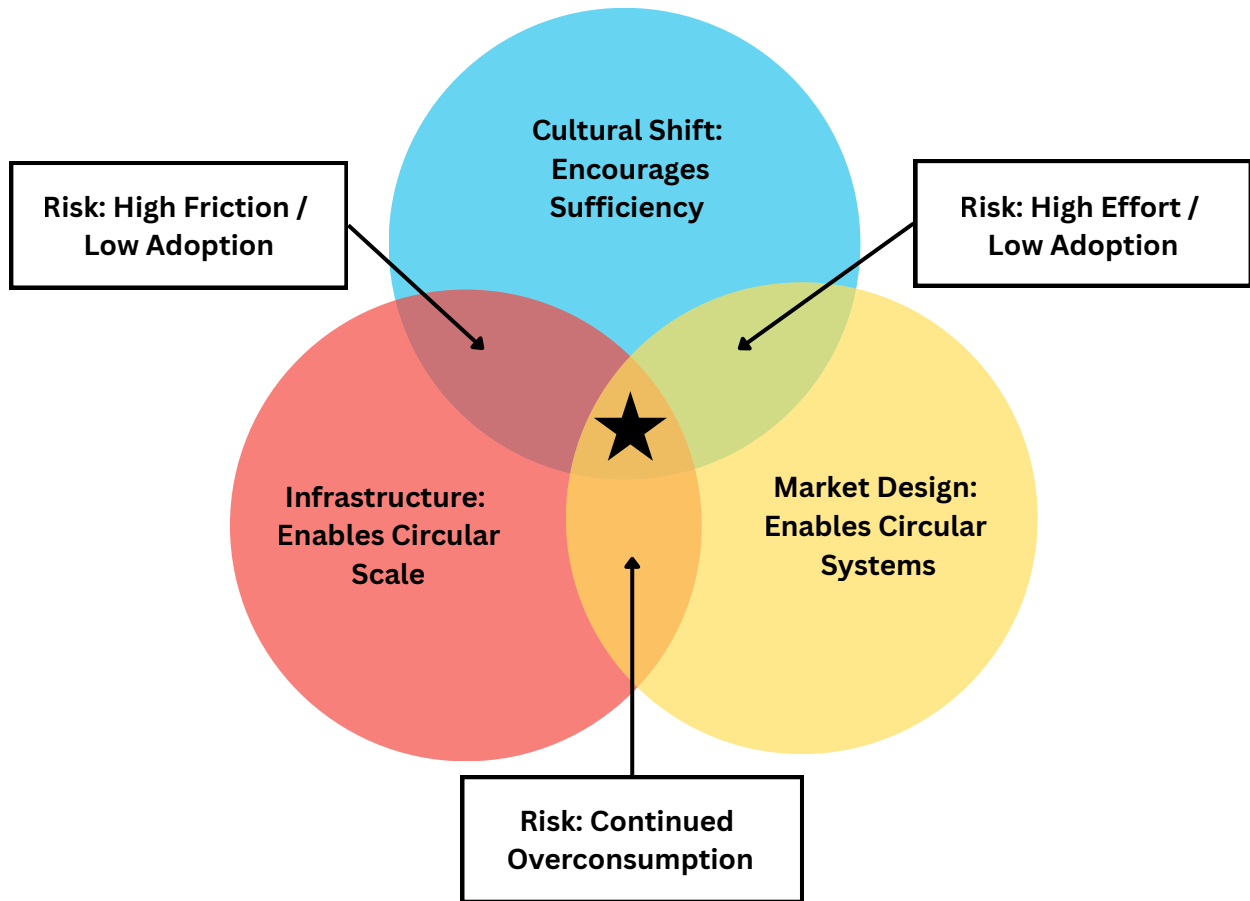 Cultural Shift:
Encourages
Sufficiency
Risk: High Friction /
Low Adoption
Risk: High Effort /
Low Adoption
Infrastructure:
Enables Circular
Scale
Market Design:
Enables Circular
Systems
Risk: Continued
Overconsumption